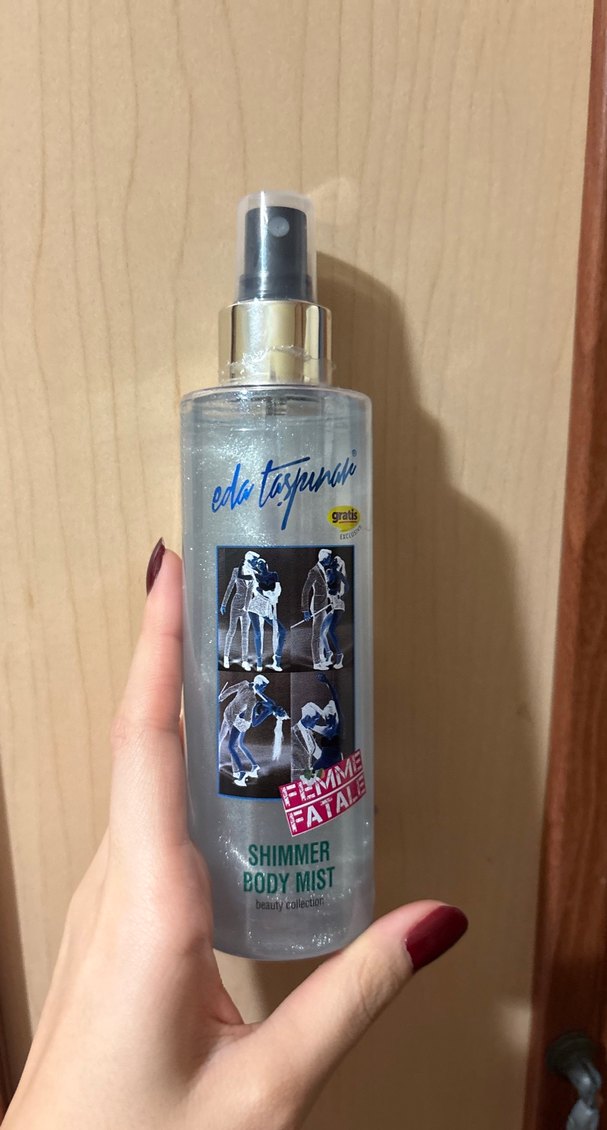 eda taşpınar®
gratis
EXCLUSIVE
FEMME
FATALE
SHIMMER
BODY MIST
beauty collection